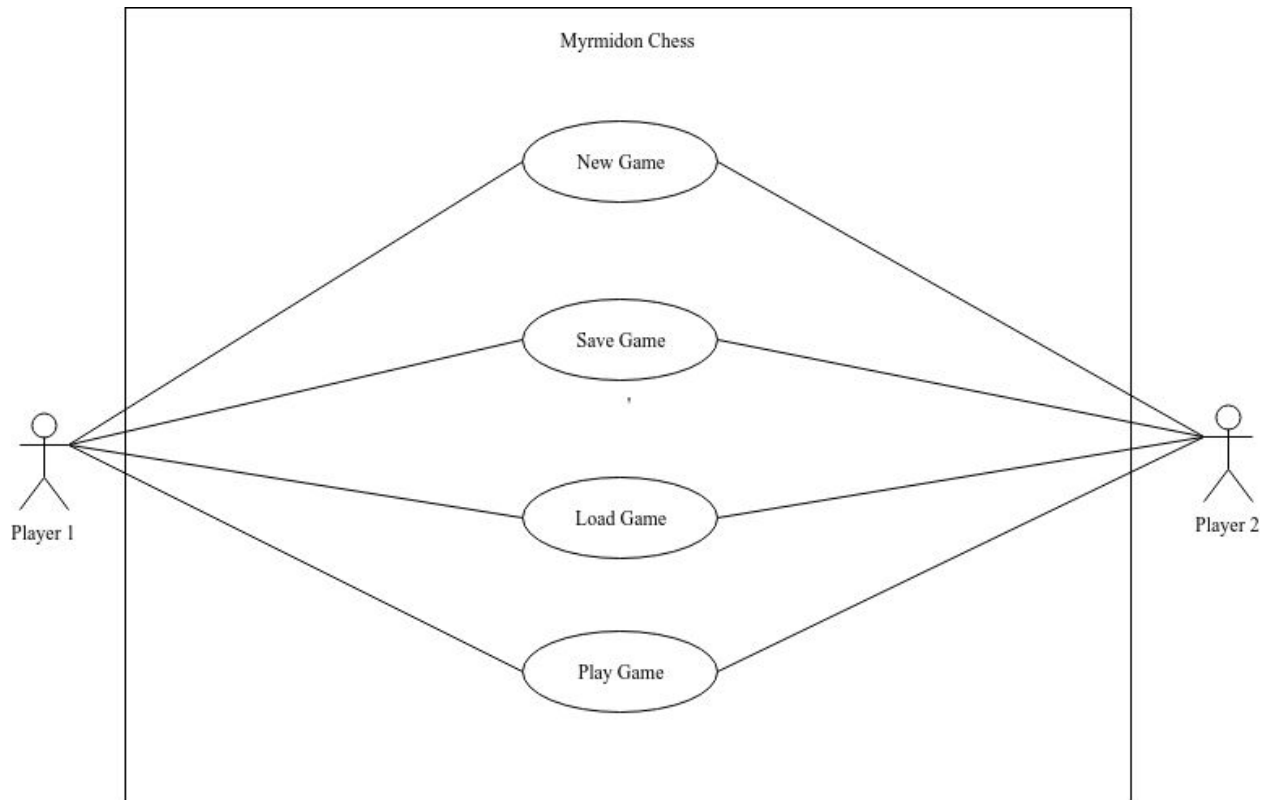 Myrmidon Chess
New Game
Save Game
'
Load Game
Play Game
Player 1
Player 2